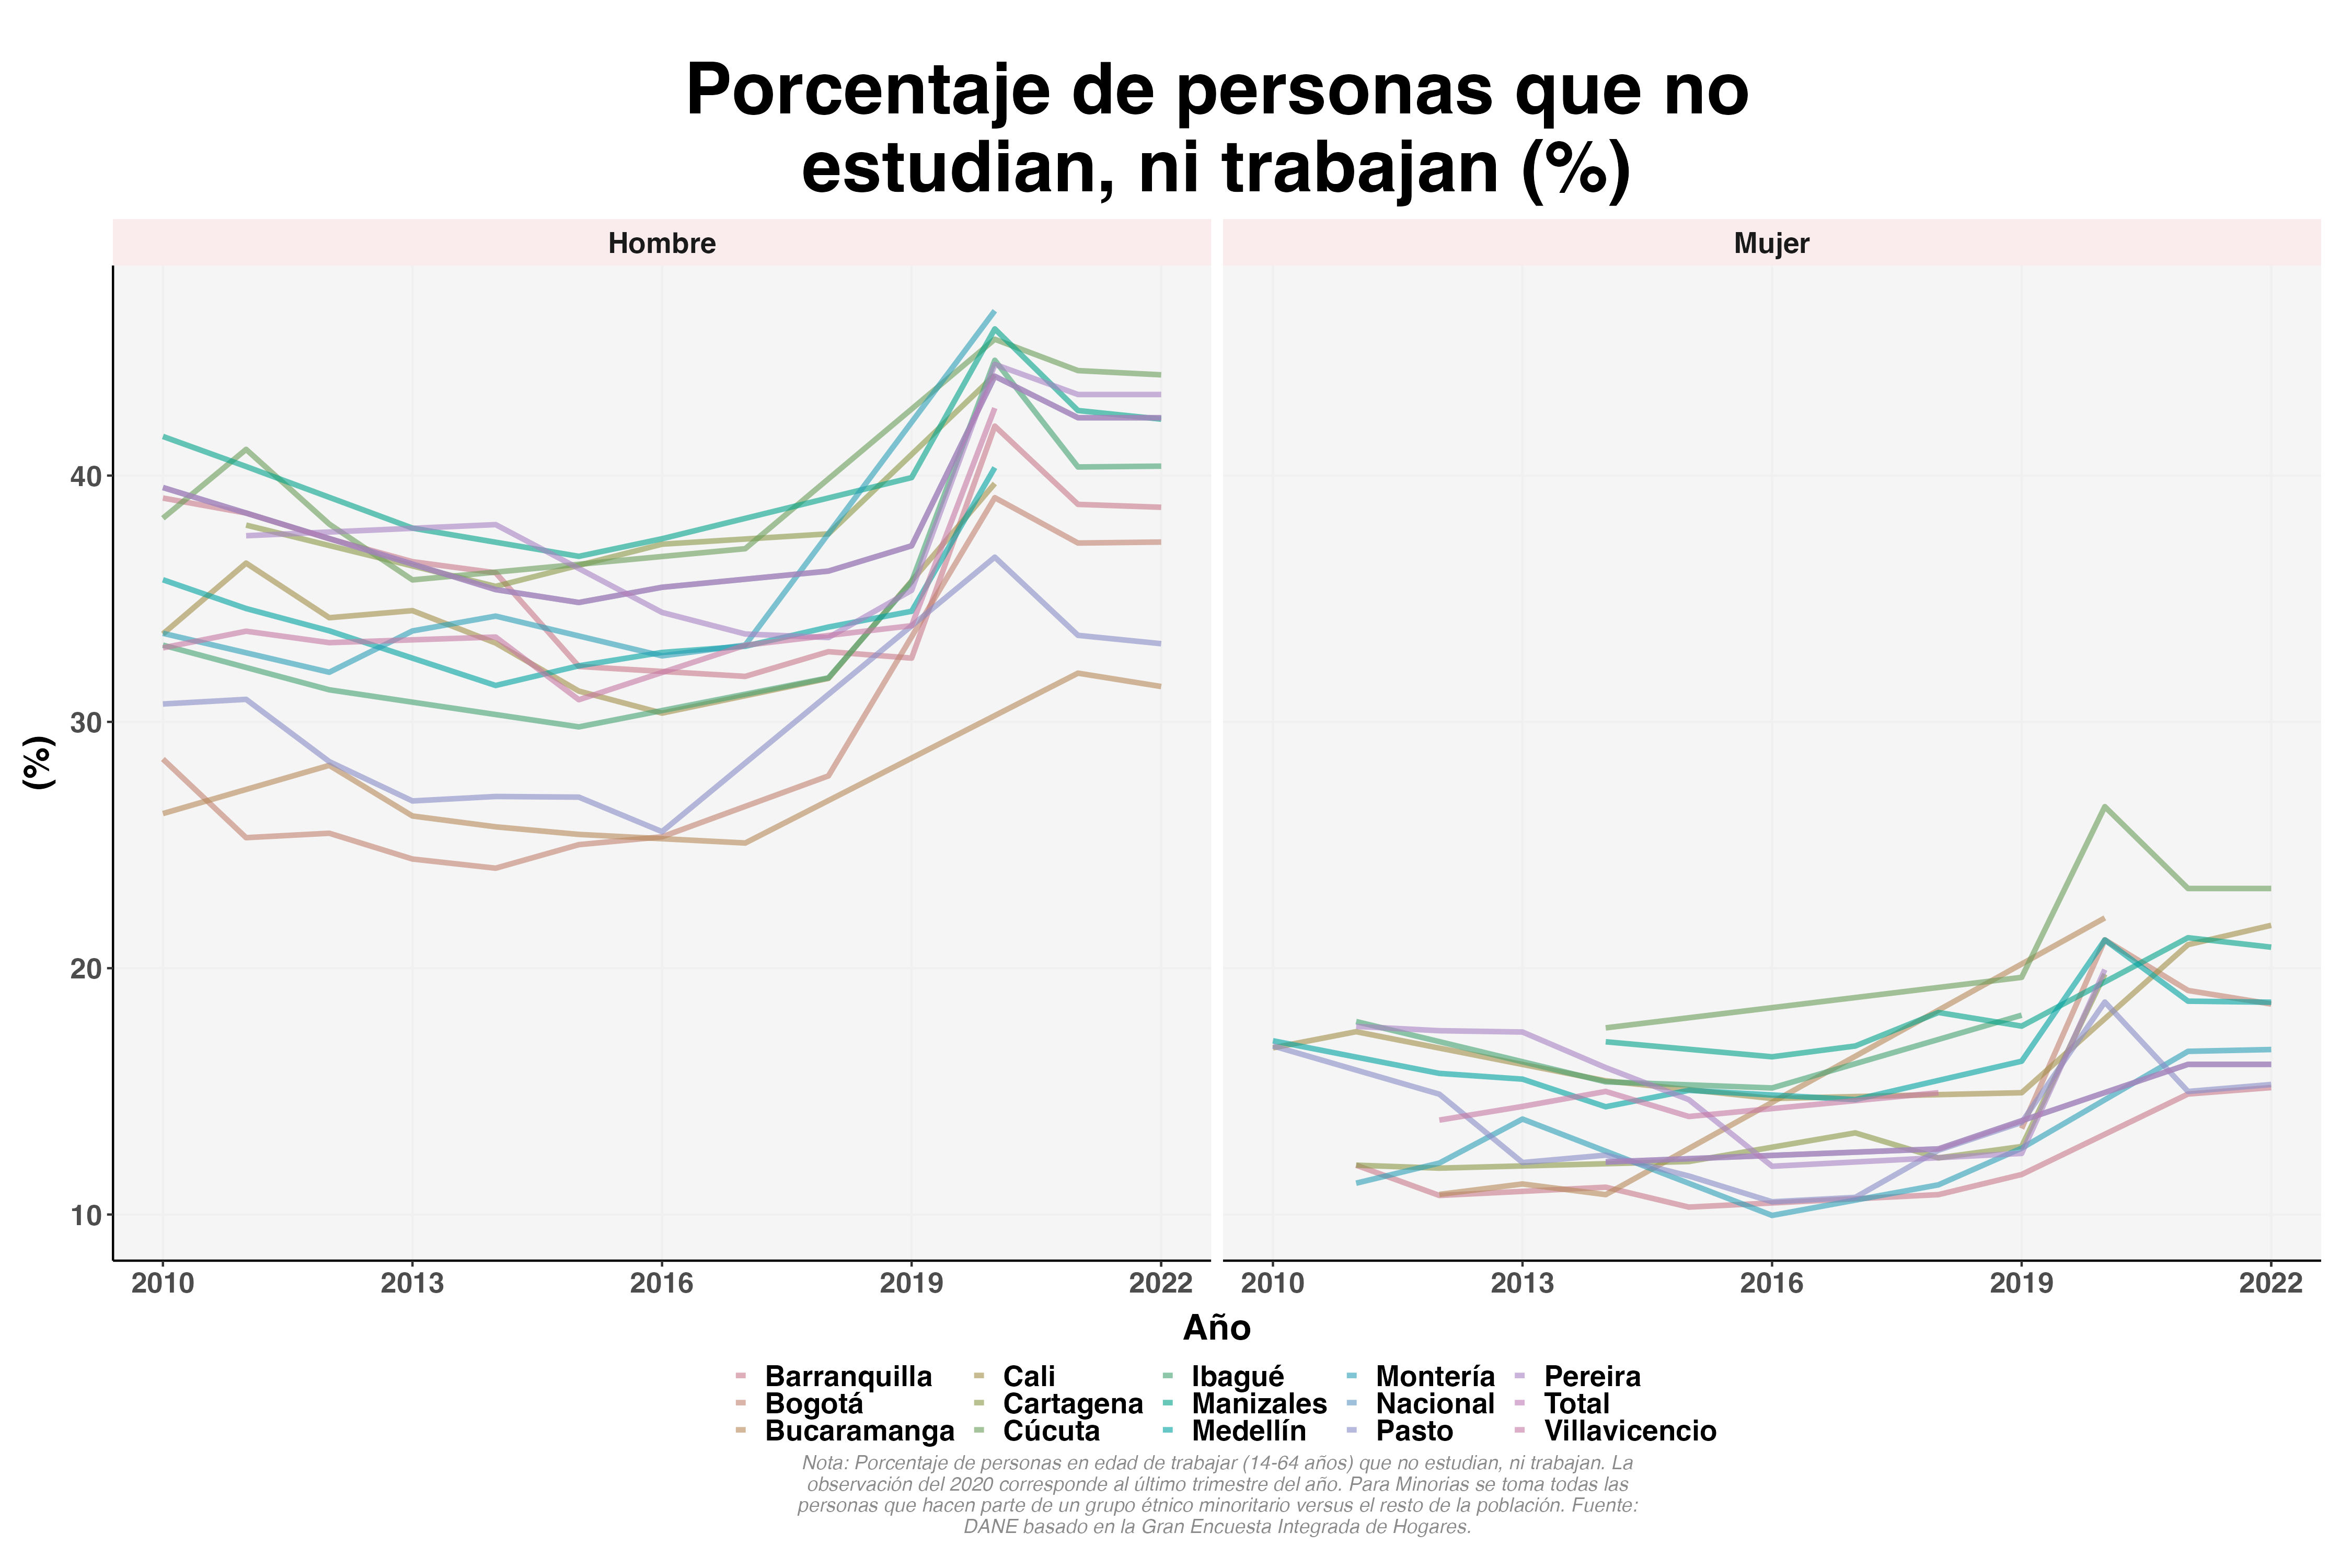 Porcentaje de personas que no
estudian, ni trabajan (%)
Hombre
Mujer
(%)
40
30
20
10
2010 2013 2016 2019 2022
2010 2013 2016 2019 2022
Año
Barranquilla Cali Ibagué Montería Pereira
Bogotá Cartagena Manizales Nacional Total
Bucaramanga Cúcuta Medellín Pasto Villavicencio
Nota: Porcentaje de personas en edad de trabajar (14-64 años) que no estudian, ni trabajan. La
observación del 2020 corresponde al último trimestre del año. Para Minorias se toma todas las
personas que hacen parte de un grupo étnico minoritario versus el resto de la población. Fuente:
DANE basado en la Gran Encuesta Integrada de Hogares.